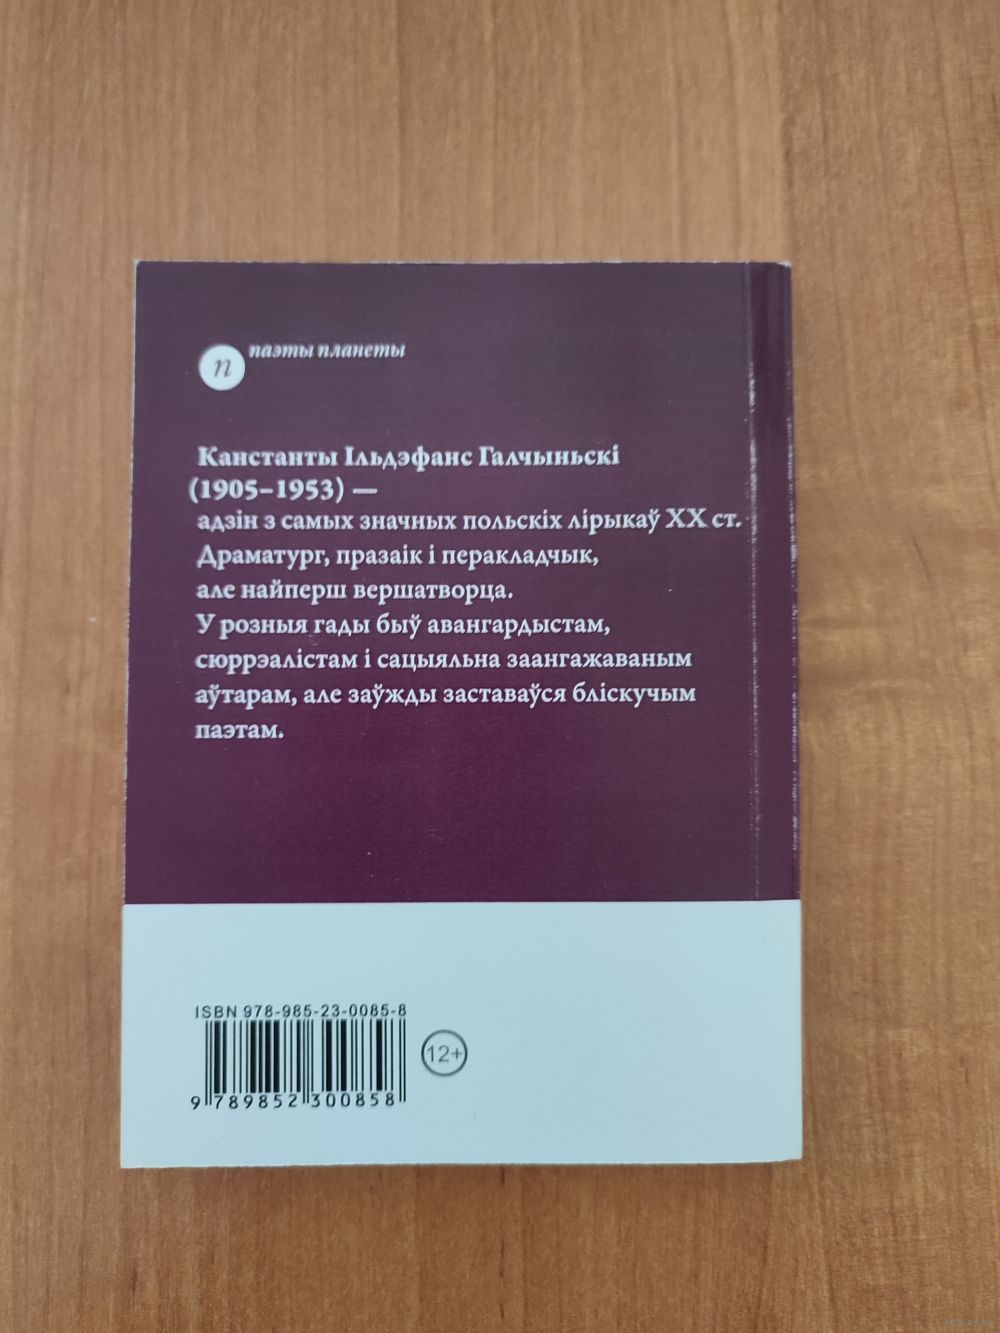 п паэты планеты
Канстанты Ільдэфанс Галчыньскі
(1905–1953) —
адзін з самых значных польскіх лірыкаў XX ст.
Драматург, празаік і перакладчык,
але найперш вершатворца.
У розныя гады быў авангардыстам,
сюррэалістам і сацыяльна заангажаваным
аўтарам, але заўжды заставаўся бліскучым
паэтам.
ISBN 978-985-23-0085-8
12+
9 789852 300858